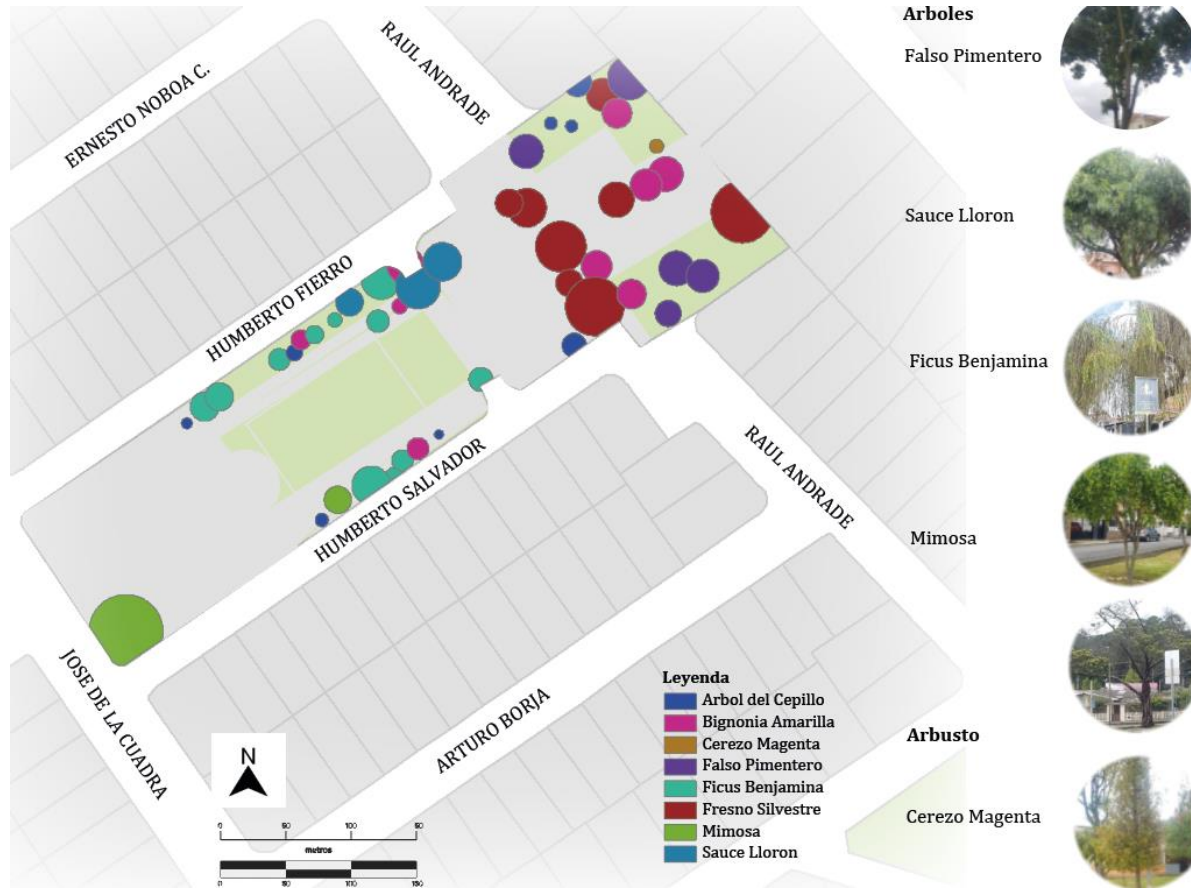 Arboles
Falso Pimentero
Sauce Lloron
Ficus Benjamina
Mimosa
Arbusto
Cerezo Magenta
RAUL ANDRADE
ERNESTO NOBOA C.
HUMBERTO FIERRO
HUMBERTO SALVADOR
RAUL ANDRADE
JOSE DE LA CUADRA
ARTURO BORJA
Leyenda
Arbol del Cepillo
Bignonia Amarilla
Cerezo Magenta
Falso Pimentero
Ficus Benjamina
Fresno Silvestre
Mimosa
Sauce Lloron
N
metros